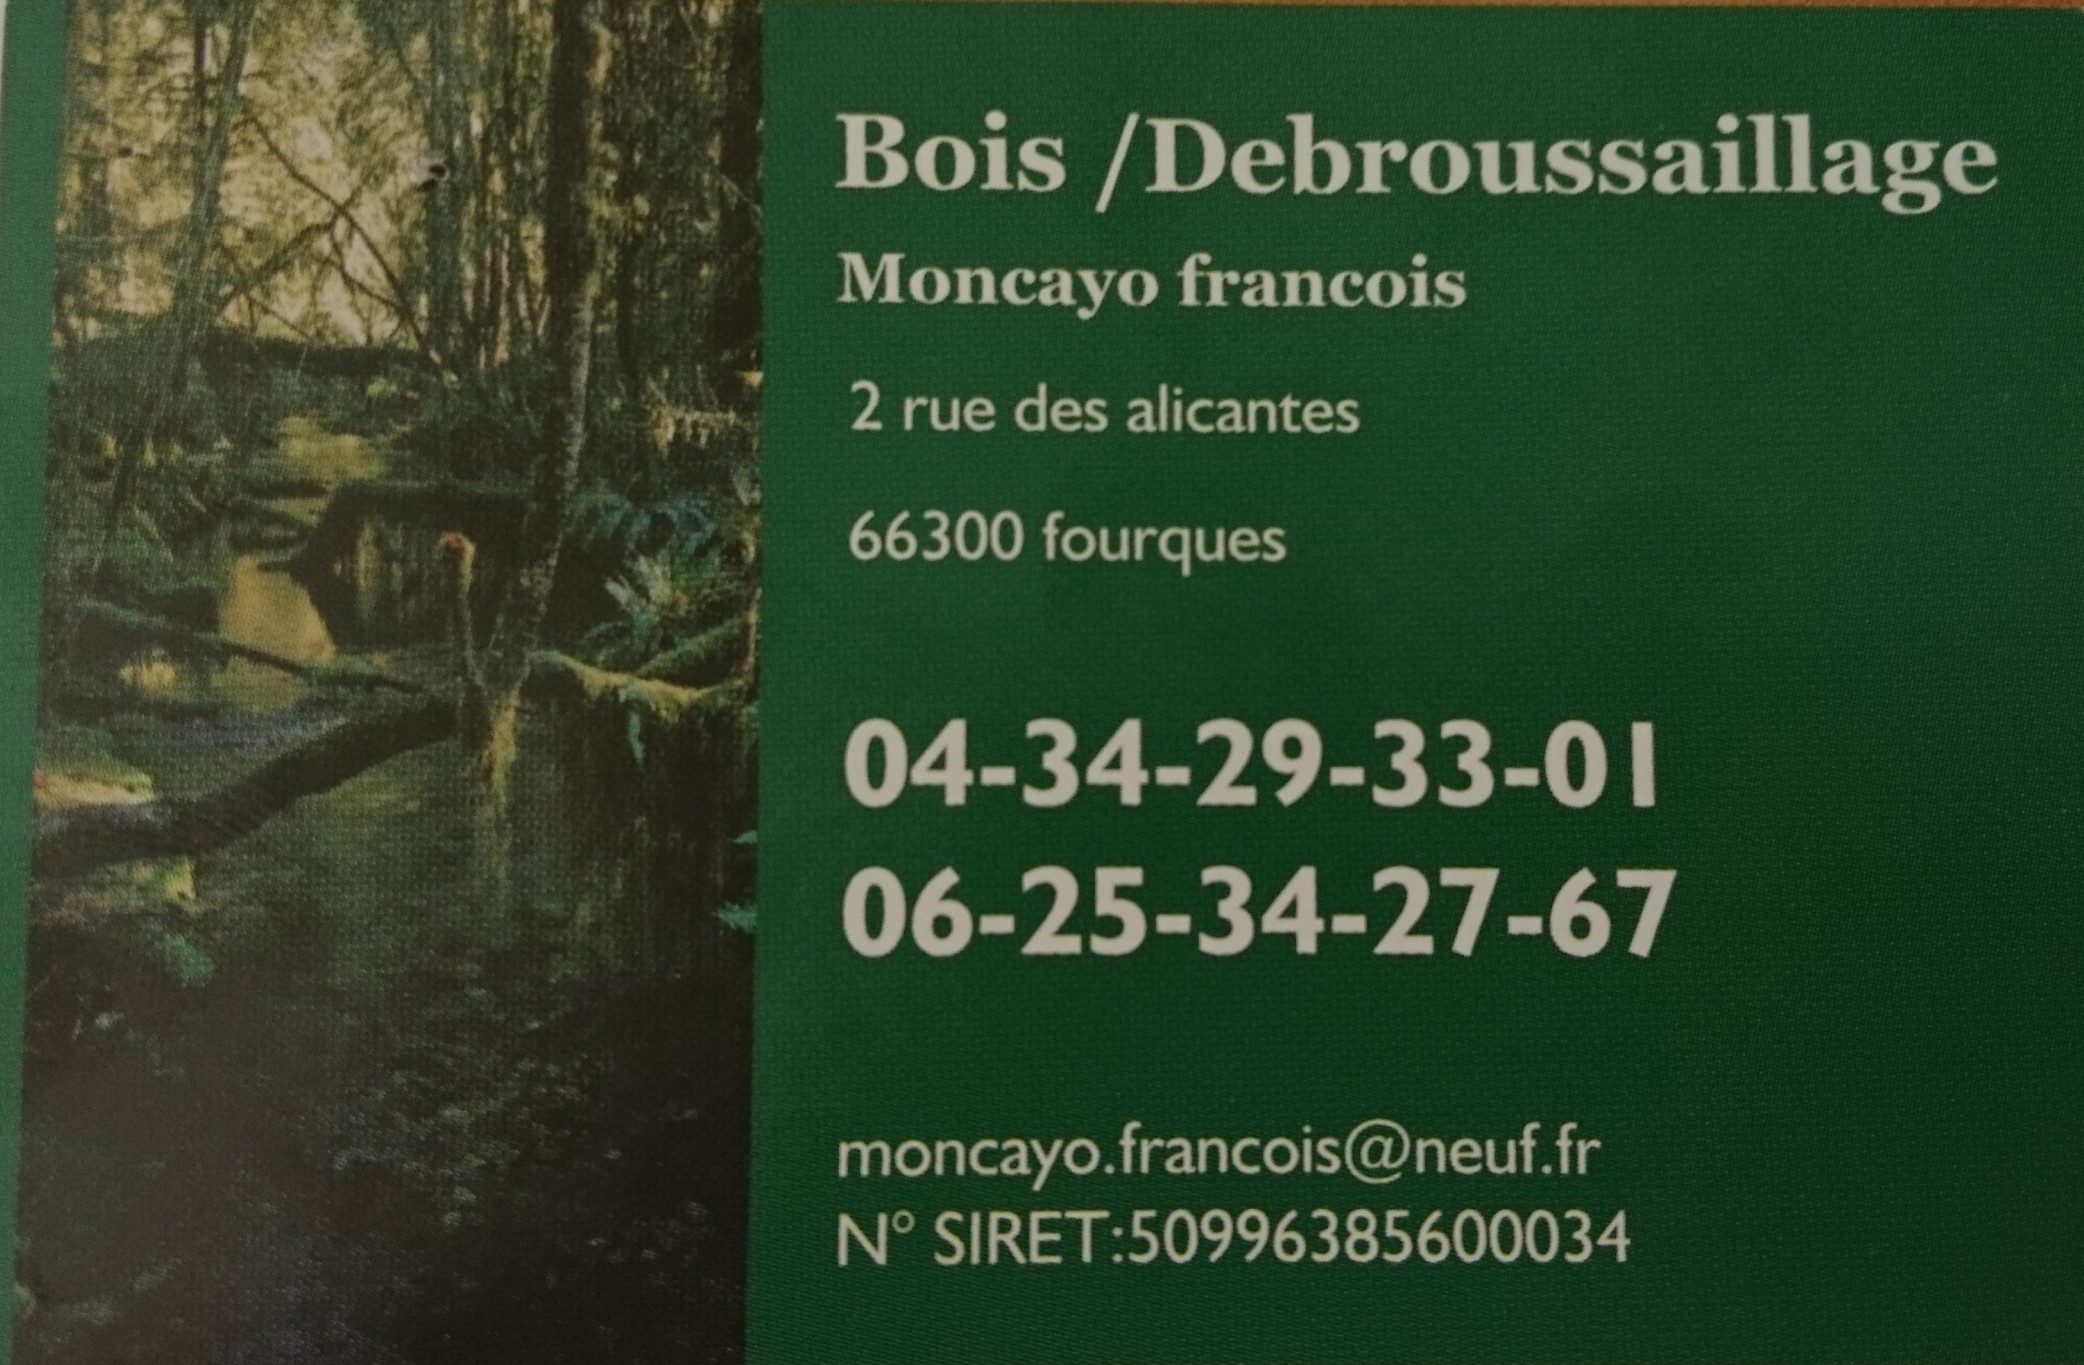 Bois /Debroussaillage
Moncayo francois
2 rue des alicantes
66300 fourques
04-34-29-33-01
06-25-34-27-67
moncayo.francois@neuf.fr
N° SIRET:50996385600034